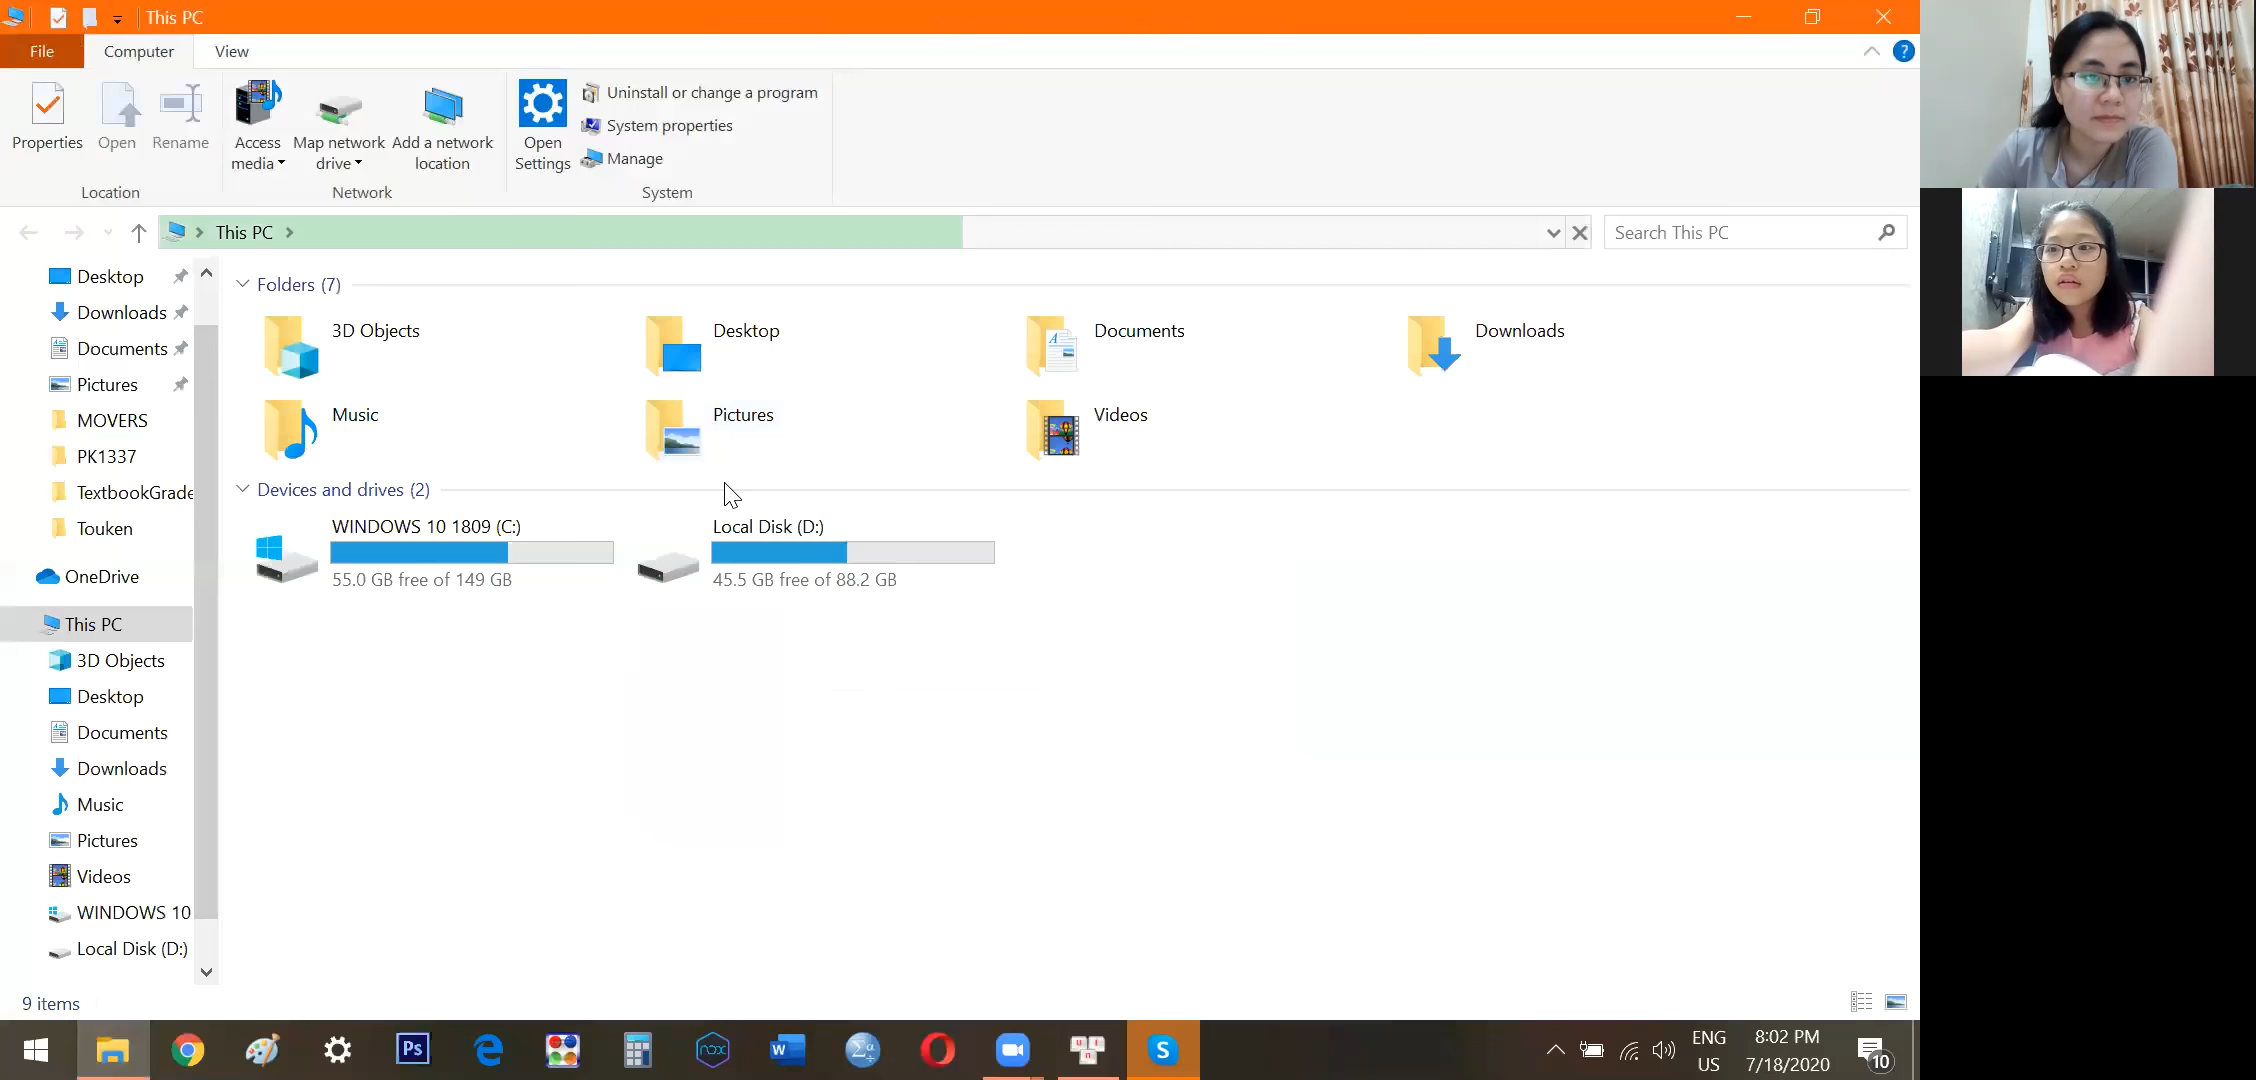 This PC
File
Computer
View
Properties
Open
Rename
Access media
Map network drive
Add a network location
Open Settings
Uninstall or change a program
System properties
Manage
Location
Network
System
This PC
Search This PC
Desktop
Downloads
Documents
Pictures
MOVERS
PK1337
TextbookGrade
Touken
OneDrive
This PC
3D Objects
Desktop
Documents
Downloads
Music
Pictures
Videos
WINDOWS 10
Local Disk (D:)
Folders (7)
3D Objects
Desktop
Documents
Downloads
Music
Pictures
Videos
Devices and drives (2)
WINDOWS 10 1809 (C:)
55.0 GB free of 149 GB
Local Disk (D:)
45.5 GB free of 88.2 GB
9 items
Ps
nox
W
S
ENG
US
8:02 PM
7/18/2020
10